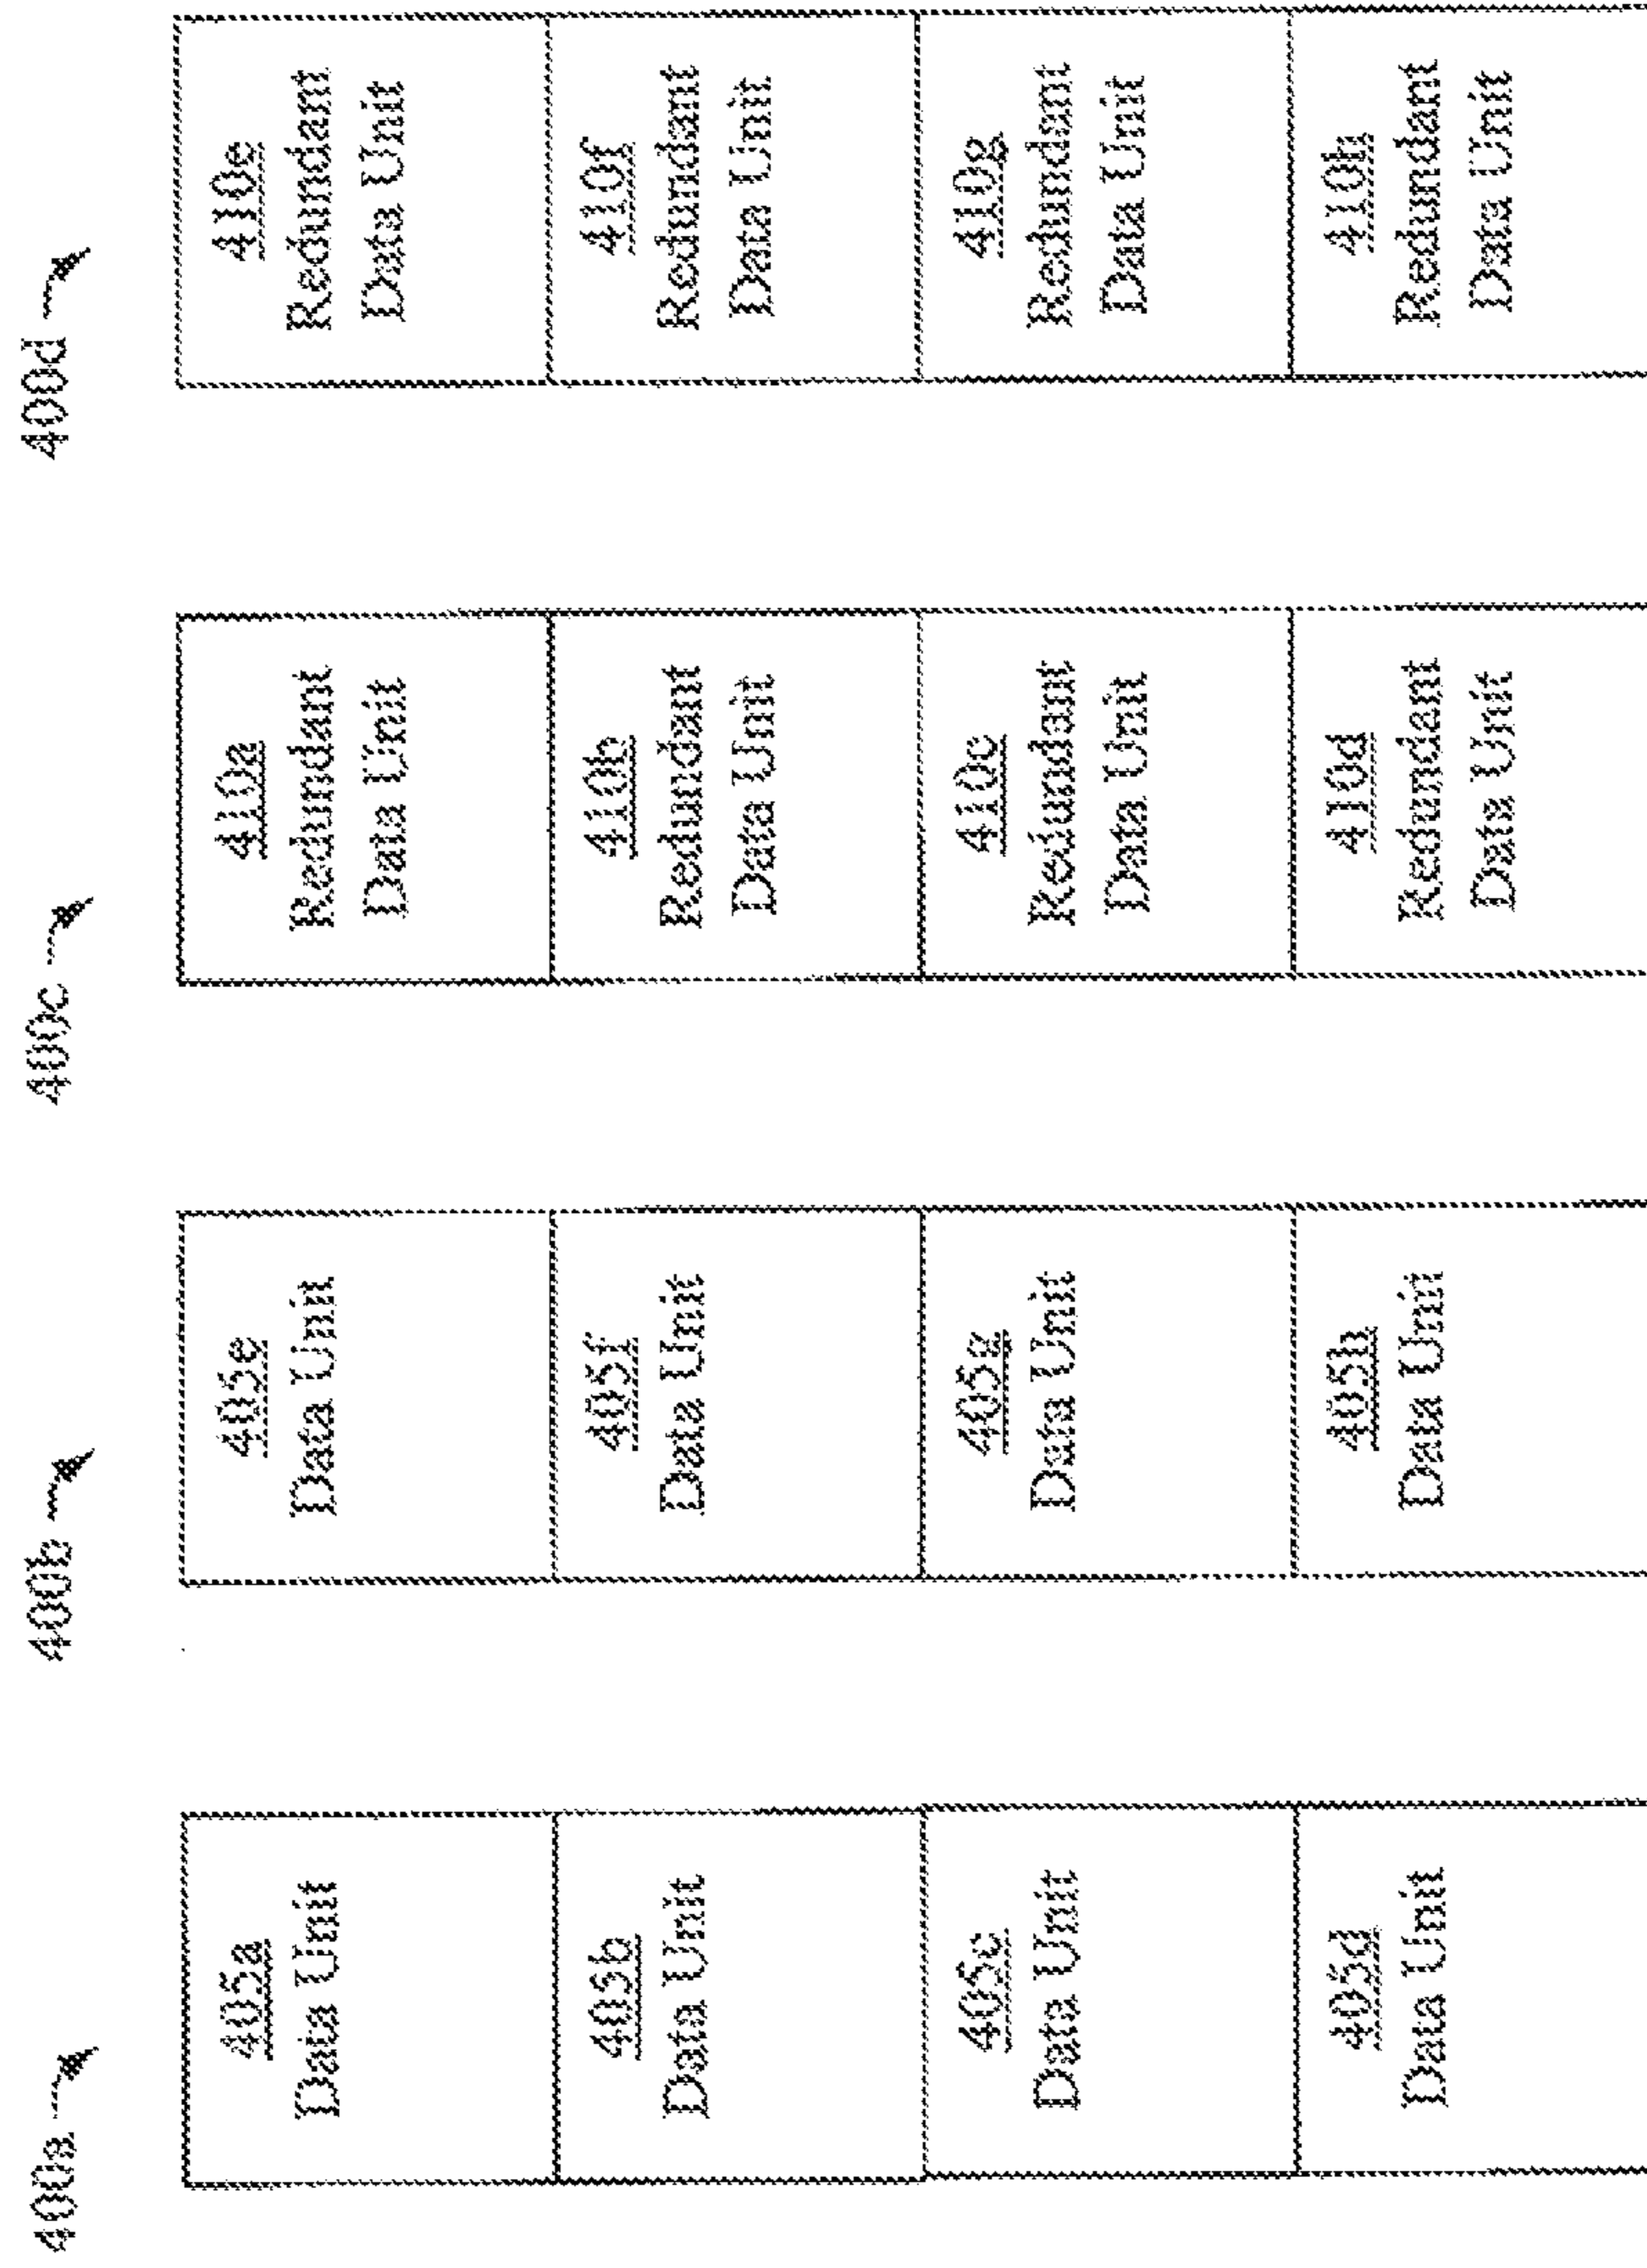 400a
405a
Data Unit
405b
Data Unit
405c
Data Unit
405d
Data Unit
400b
405e
Data Unit
405f
Data Unit
405g
Data Unit
405h
Data Unit
400c
410a
Redundant
Data Unit
410b
Redundant
Data Unit
410c
Redundant
Data Unit
410d
Redundant
Data Unit
400d
410e
Redundant
Data Unit
410f
Redundant
Data Unit
410g
Redundant
Data Unit
410h
Redundant
Data Unit